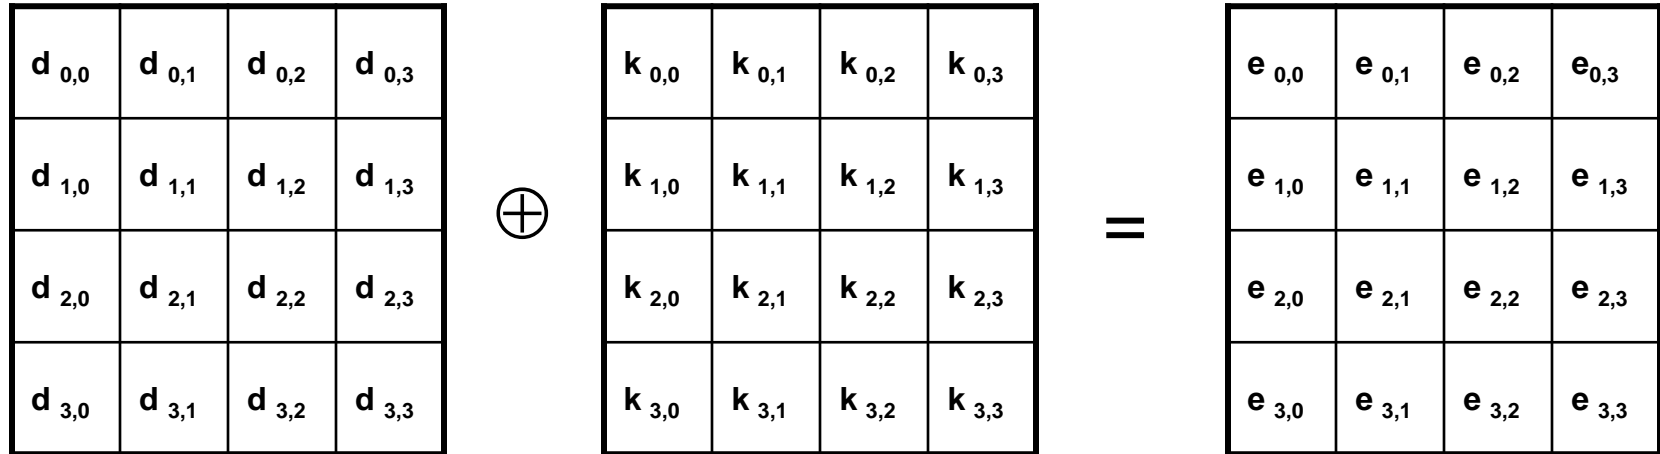 d 0,0 d 0,1 d 0,2 d 0,3 k 0,0 k 0,1 k 0,2 k 0,3 e 0,0 e 0,1 e 0,2 e0,3
d 1,0 d 1,1 d 1,2 d 1,3 k 1,0 k 1,1 k 1,2 k 1,3 e 1,0 e 1,1 e 1,2 e 1,3
⊕ =
d 2,0 d 2,1 d 2,2 d 2,3 k 2,0 k 2,1 k 2,2 k 2,3 e 2,0 e 2,1 e 2,2 e 2,3
d 3,0 d 3,1 d 3,2 d 3,3 k 3,0 k 3,1 k 3,2 k 3,3 e 3,0 e 3,1 e 3,2 e 3,3